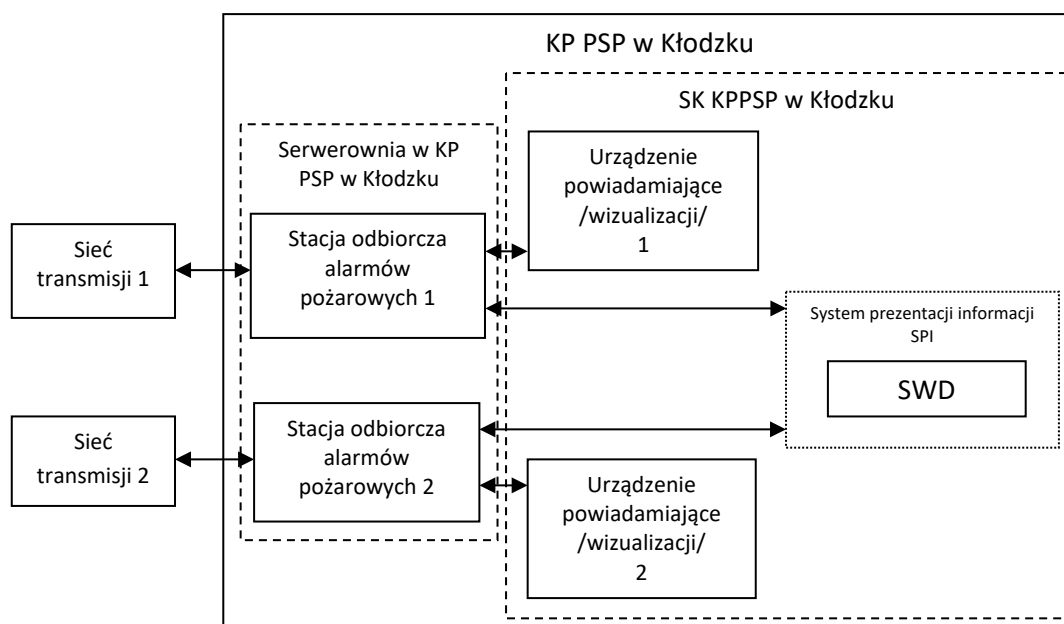 KP PSP w Kłodzku
SK KPPSP w Kłodzku
Serwerownia w KP
PSP w Kłodzku
Urządzenie
powiadamiające
/wizualizacji/
1
Sieć
transmisji 1
Stacja odbiorcza
alarmów
pożarowych 1
System prezentacji informacji
SPI
SWD
Sieć
transmisji 2
Stacja odbiorcza
alarmów
pożarowych 2
Urządzenie
powiadamiające
/wizualizacji/
2